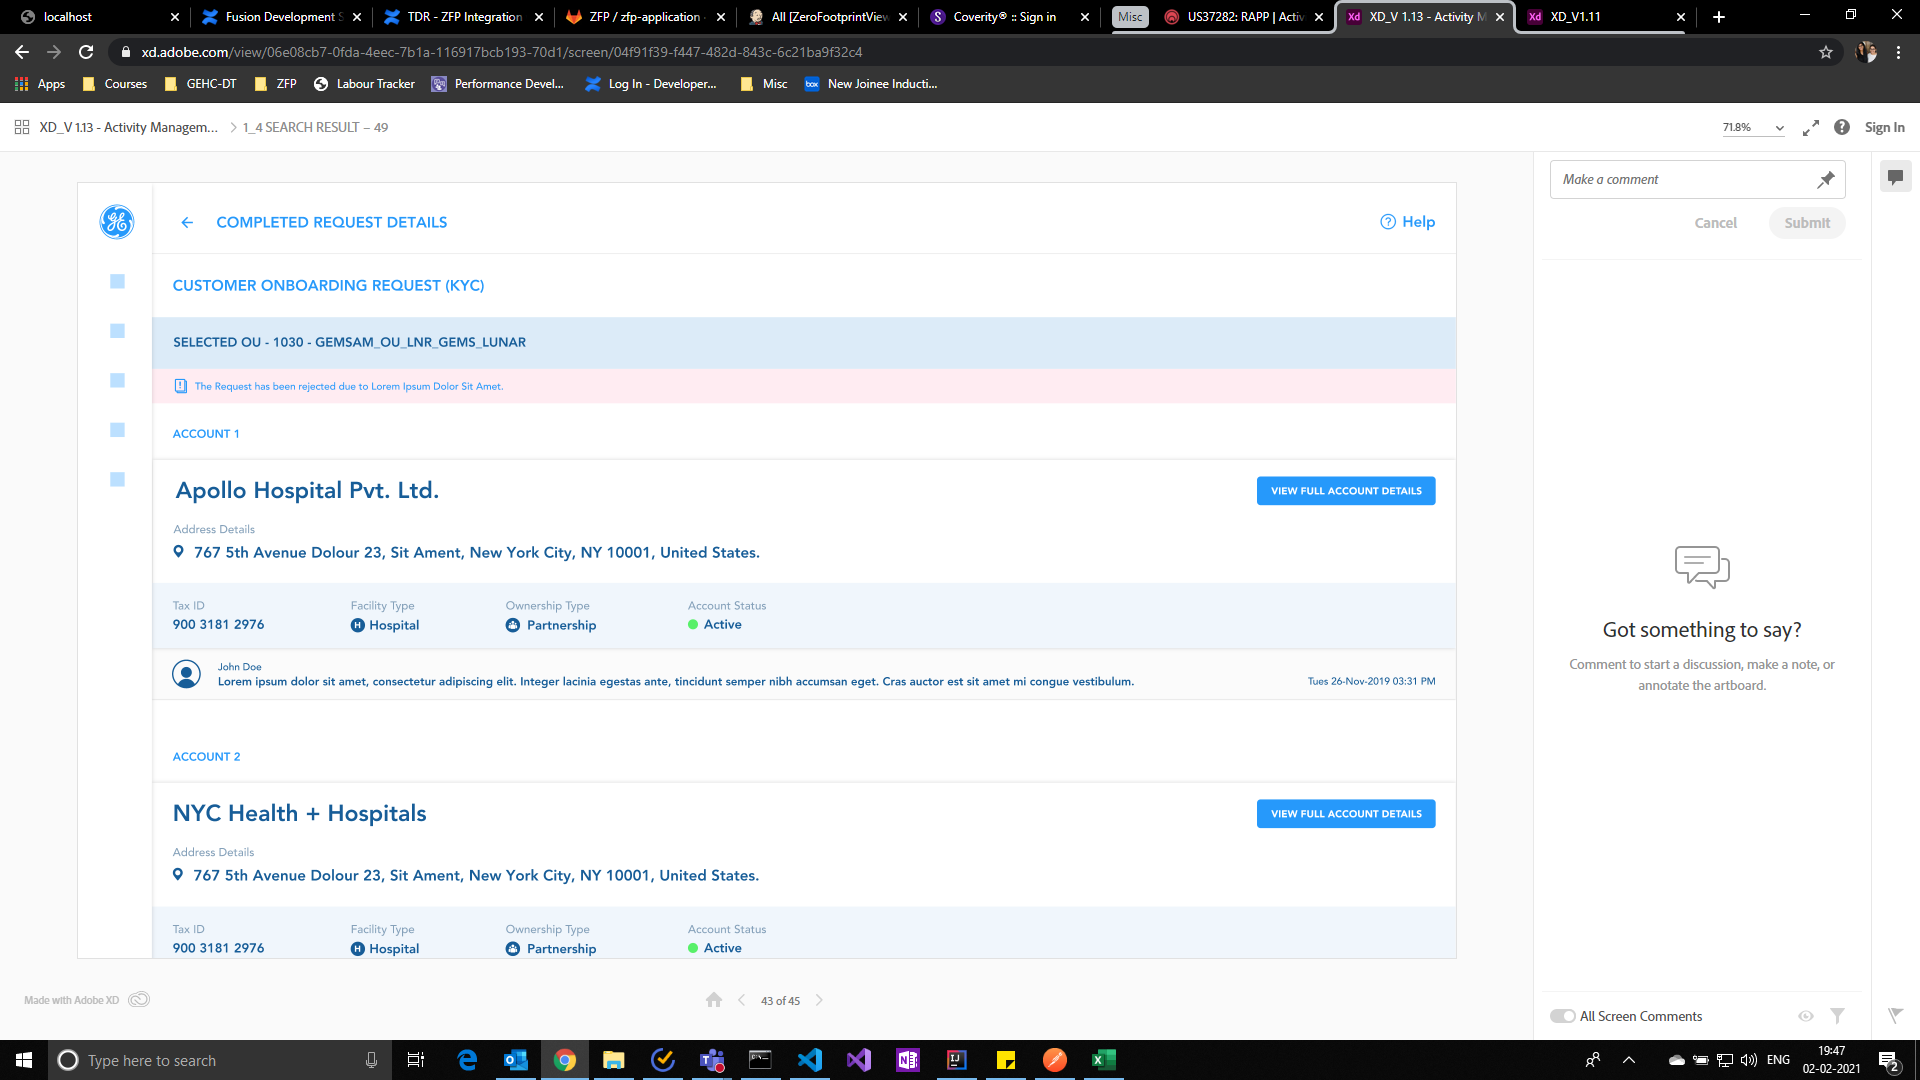 localhost
Fusion Development S
TDR - ZFP Integration
ZFP / zfp-application
All [ZeroFootprintView
Coverity® :: Sign in
Misc
US37282: RAPP | Activ
XD_V 1.13 - Activity M
XD_V1.11
xd.adobe.com/view/06e08cb7-0fda-4eec-7b1a-116917bcb193-70d1/screen/04f91f39-f447-482d-843c-6c21ba9f32c4
Apps
Courses
GEHC-DT
ZFP
Labour Tracker
Performance Devel...
Log In - Developer...
Misc
New Joinee Inducti...
XD_V 1.13 - Activity Managem...
1_4 SEARCH RESULT – 49
71.8%
Sign In
COMPLETED REQUEST DETAILS
Help
CUSTOMER ONBOARDING REQUEST (KYC)
SELECTED OU - 1030 - GEMSAM_OU_LNR_GEMS_LUNAR
The Request has been rejected due to Lorem Ipsum Dolor Sit Amet.
ACCOUNT 1
Apollo Hospital Pvt. Ltd.
VIEW FULL ACCOUNT DETAILS
Address Details
767 5th Avenue Dolour 23, Sit Ament, New York City, NY 10001, United States.
Tax ID
900 3181 2976
Facility Type
Hospital
Ownership Type
Partnership
Account Status
Active
John Doe
Lorem ipsum dolor sit amet, consectetur adipiscing elit. Integer lacinia egestas ante, tincidunt semper nibh accumsan eget. Cras auctor est sit amet mi congue vestibulum.
Tues 26-Nov-2019 03:31 PM
ACCOUNT 2
NYC Health + Hospitals
VIEW FULL ACCOUNT DETAILS
Address Details
767 5th Avenue Dolour 23, Sit Ament, New York City, NY 10001, United States.
Tax ID
900 3181 2976
Facility Type
Hospital
Ownership Type
Partnership
Account Status
Active
Make a comment
Cancel
Submit
Got something to say?
Comment to start a discussion, make a note, or
annotate the artboard.
All Screen Comments
Made with Adobe XD
43 of 45
Type here to search
ENG
19:47
02-02-2021
2